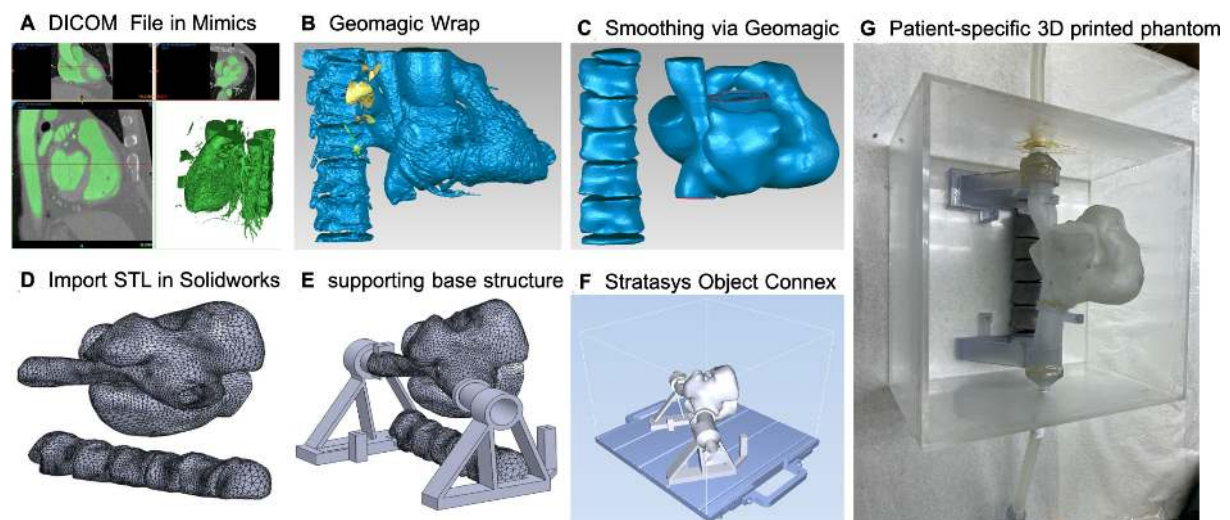 A DICOM File in Mimics
B Geomagic Wrap
C Smoothing via Geomagic
G Patient-specific 3D printed phantom
D Import STL in Solidworks
E supporting base structure
F Stratasys Object Connex